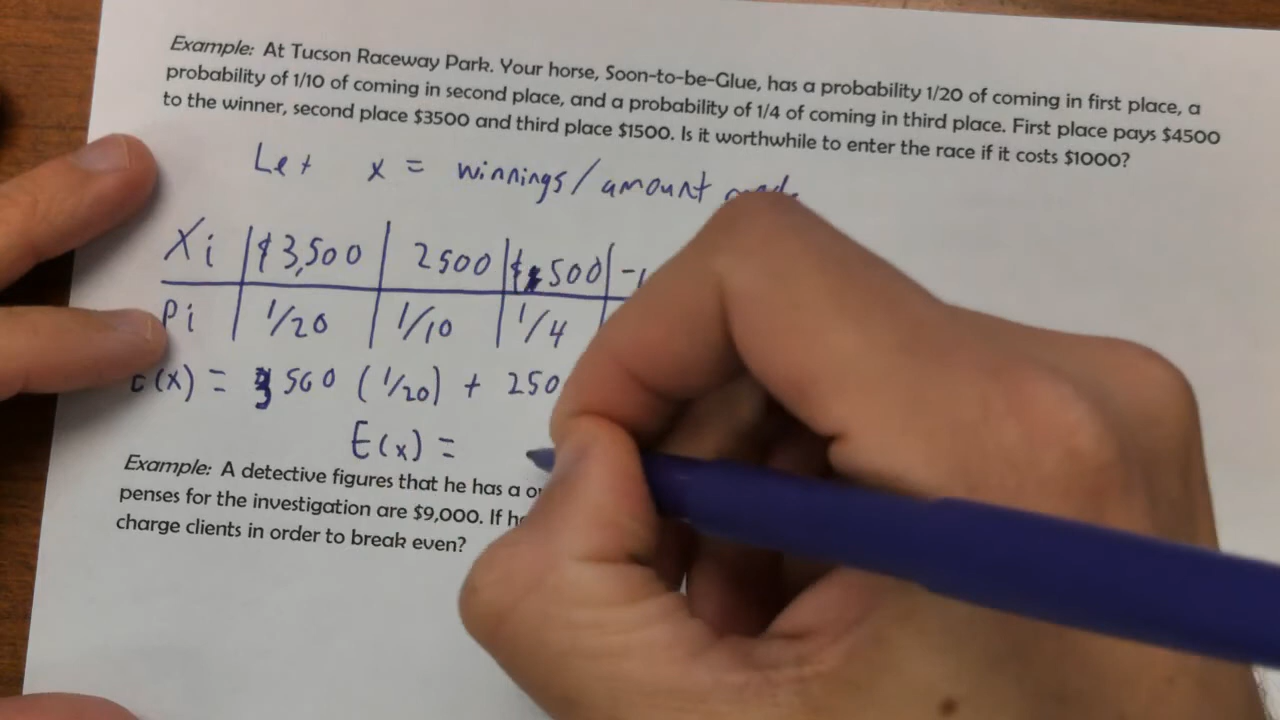 Example: At Tucson Raceway Park. Your horse, Soon-to-be-Glue, has a probability 1/20 of coming in first place, a
probability of 1/10 of coming in second place, and a probability of 1/4 of coming in third place. First place pays $4500
to the winner, second place $3500 and third place $1500. Is it worthwhile to enter the race if it costs $1000?
Let x = winnings/amount
Xi $3,500 2500 $500
Pi 1/20 1/10 1/4
(x) = 3500 (1/20) + 250
E(x) =
Example: A detective figures that he has a
penses for the investigation are $9,000. If
charge clients in order to break even?